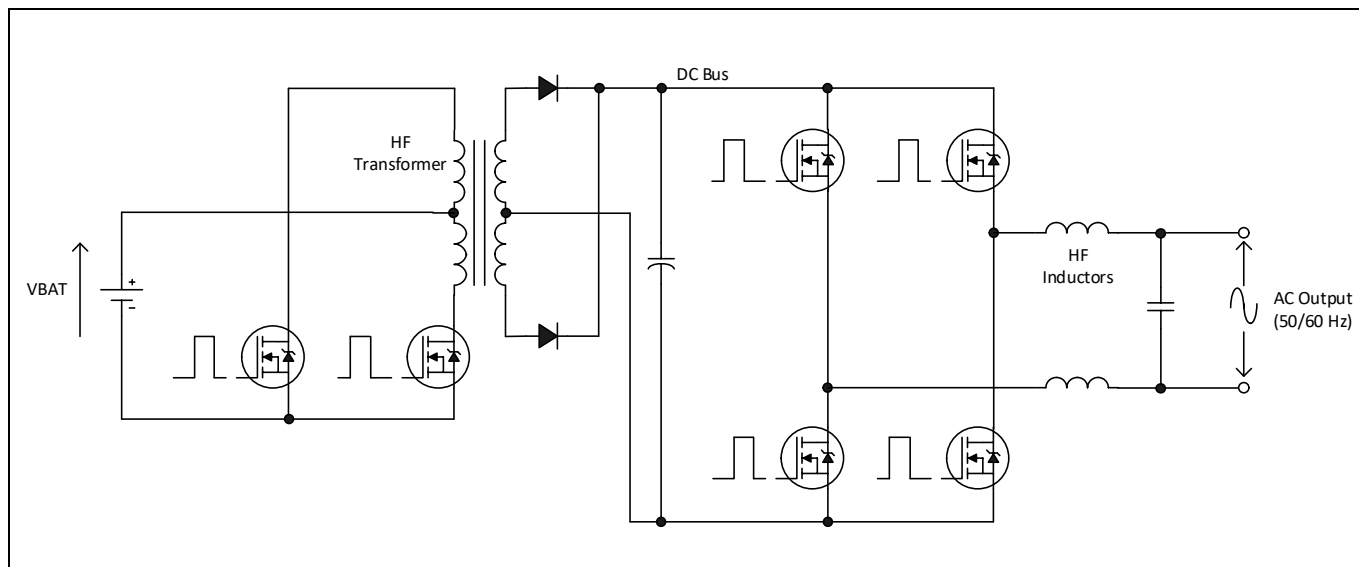 DC Bus
HF
Transformer
VBAT
+
-
HF
Inductors
AC Output
(50/60 Hz)